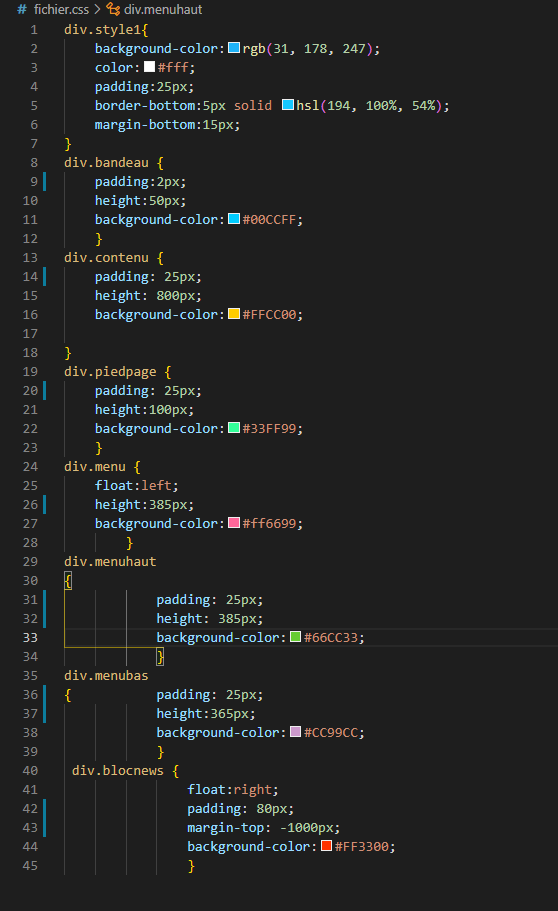 # fichier.css > div.menuhaut
1 div.style1{
2 background-color:rgb(31, 178, 247);
3 color:#fff;
4 padding:25px;
5 border-bottom:5px solid hsl(194, 100%, 54%);
6 margin-bottom:15px;
7 }
8 div.bandeau {
9 padding:2px;
10 height:50px;
11 background-color:#00CCFF;
12 }
13 div.contenu {
14 padding: 25px;
15 height: 800px;
16 background-color:#FFCC00;
17
18 }
19 div.piedpage {
20 padding: 25px;
21 height:100px;
22 background-color:#33FF99;
23 }
24 div.menu {
25 float:left;
26 height:385px;
27 background-color:#ff6699;
28 }
29 div.menuhaut
30 {
31 padding: 25px;
32 height: 385px;
33 background-color:#66CC33;
34 }
35 div.menubas
36 { padding: 25px;
37 height:365px;
38 background-color:#CC99CC;
39 }
40 div.blocnews {
41 float:right;
42 padding: 80px;
43 margin-top: -1000px;
44 background-color:#FF3300;
45 }